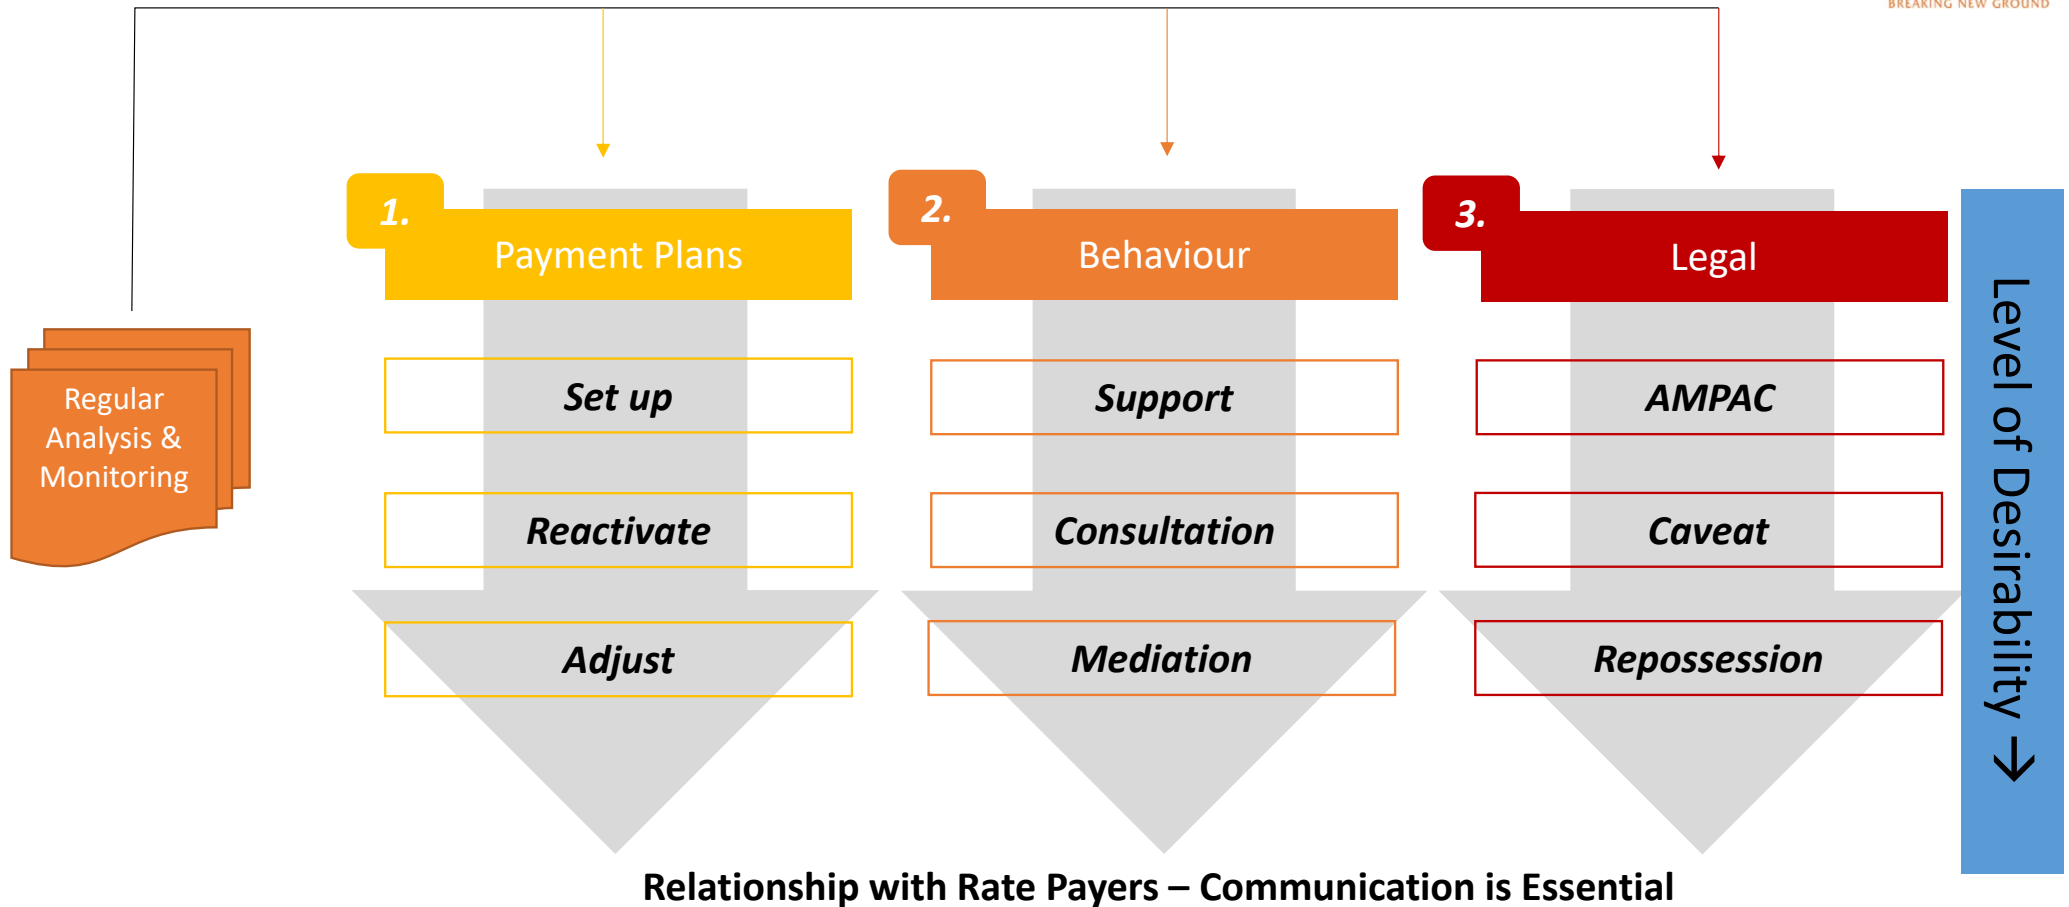 BREAKING NEW GROUND
1.
Payment Plans
Set up
Reactivate
Adjust
2.
Behaviour
Support
Consultation
Mediation
3.
Legal
AMPAC
Caveat
Repossession
Regular
Analysis &
Monitoring
Level of Desirability →
Relationship with Rate Payers – Communication is Essential